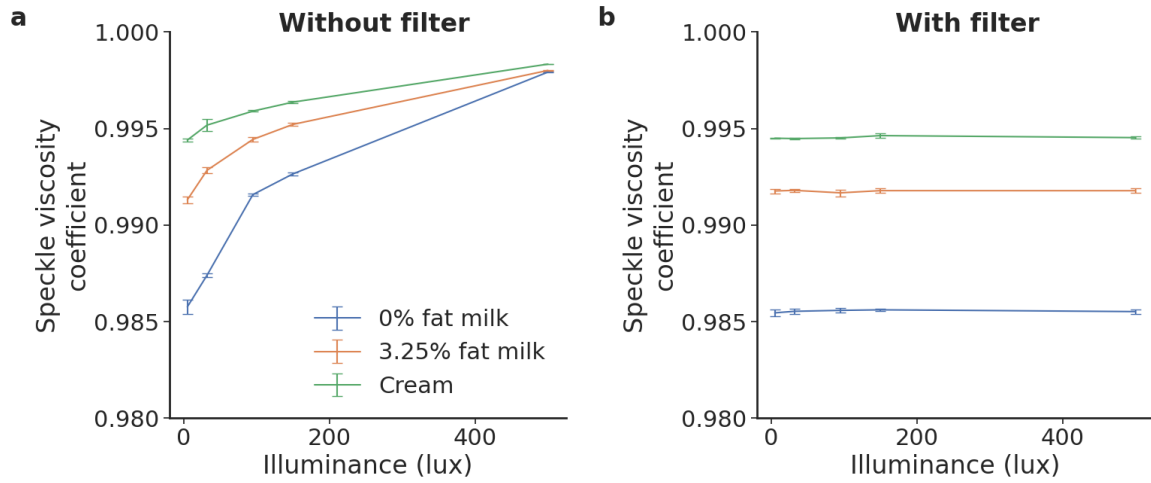 a
Without filter
1.000
0.995
0.990
0.985
0.980
Speckle viscosity
coefficient
0% fat milk
3.25% fat milk
Cream
0
200
400
Illuminance (lux)
b
With filter
1.000
0.995
0.990
0.985
0.980
Speckle viscosity
coefficient
0
200
400
Illuminance (lux)